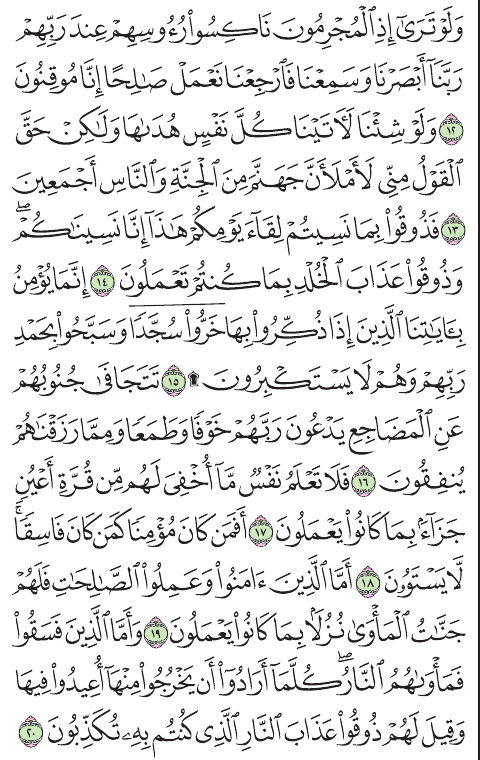 وَلَوْ تَرَىٰٓ إِذِ ٱلْمُجْرِمُونَ نَاكِسُوا۟ رُءُوسِهِمْ عِندَ رَبِّهِمْ
رَبَّنَآ أَبْصَرْنَا وَسَمِعْنَا فَٱرْجِعْنَا نَعْمَلْ صَـٰلِحًا إِنَّا مُوقِنُونَ
١٢ وَلَوْ شِئْنَا لَـَٔاتَيْنَا كُلَّ نَفْسٍ هُدَىٰهَا وَلَـٰكِنْ حَقَّ
ٱلْقَوْلُ مِنِّى لَأَمْلَأَنَّ جَهَنَّمَ مِنَ ٱلْجِنَّةِ وَٱلنَّاسِ أَجْمَعِينَ
١٣ فَذُوقُوا۟ بِمَا نَسِيتُمْ لِقَآءَ يَوْمِكُمْ هَـٰذَآ إِنَّا نَسِينَـٰكُمْ ۖ
وَذُوقُوا۟ عَذَابَ ٱلْخُلْدِ بِمَا كُنتُمْ تَعْمَلُونَ ١٤ إِنَّمَا يُؤْمِنُ
بِـَٔايَـٰتِنَا ٱلَّذِينَ إِذَا ذُكِّرُوا۟ بِهَا خَرُّوا۟ سُجَّدًا وَسَبَّحُوا۟ بِحَمْدِ
رَبِّهِمْ وَهُمْ لَا يَسْتَكْبِرُونَ ۩ ١٥ تَتَجَافَىٰ جُنُوبُهُمْ
عَنِ ٱلْمَضَاجِعِ يَدْعُونَ رَبَّهُمْ خَوْفًا وَطَمَعًا وَمِمَّا رَزَقْنَـٰهُمْ
يُنفِقُونَ ١٦ فَلَا تَعْلَمُ نَفْسٌ مَّآ أُخْفِىَ لَهُم مِّن قُرَّةِ أَعْيُنٍ
جَزَآءًۢ بِمَا كَانُوا۟ يَعْمَلُونَ ١٧ أَفَمَن كَانَ مُؤْمِنًا كَمَن كَانَ فَاسِقًا ۚ
لَّا يَسْتَوُۥنَ ١٨ أَمَّا ٱلَّذِينَ ءَامَنُوا۟ وَعَمِلُوا۟ ٱلصَّـٰلِحَـٰتِ فَلَهُمْ
جَنَّـٰتُ ٱلْمَأْوَىٰ نُزُلًۢا بِمَا كَانُوا۟ يَعْمَلُونَ ١٩ وَأَمَّا ٱلَّذِينَ فَسَقُوا۟
فَمَأْوَىٰهُمُ ٱلنَّارُ ۖ كُلَّمَآ أَرَادُوٓا۟ أَن يَخْرُجُوا۟ مِنْهَآ أُعِيدُوا۟ فِيهَا
وَقِيلَ لَهُمْ ذُوقُوا۟ عَذَابَ ٱلنَّارِ ٱلَّذِى كُنتُم بِهِۦ تُكَذِّبُونَ ٢٠